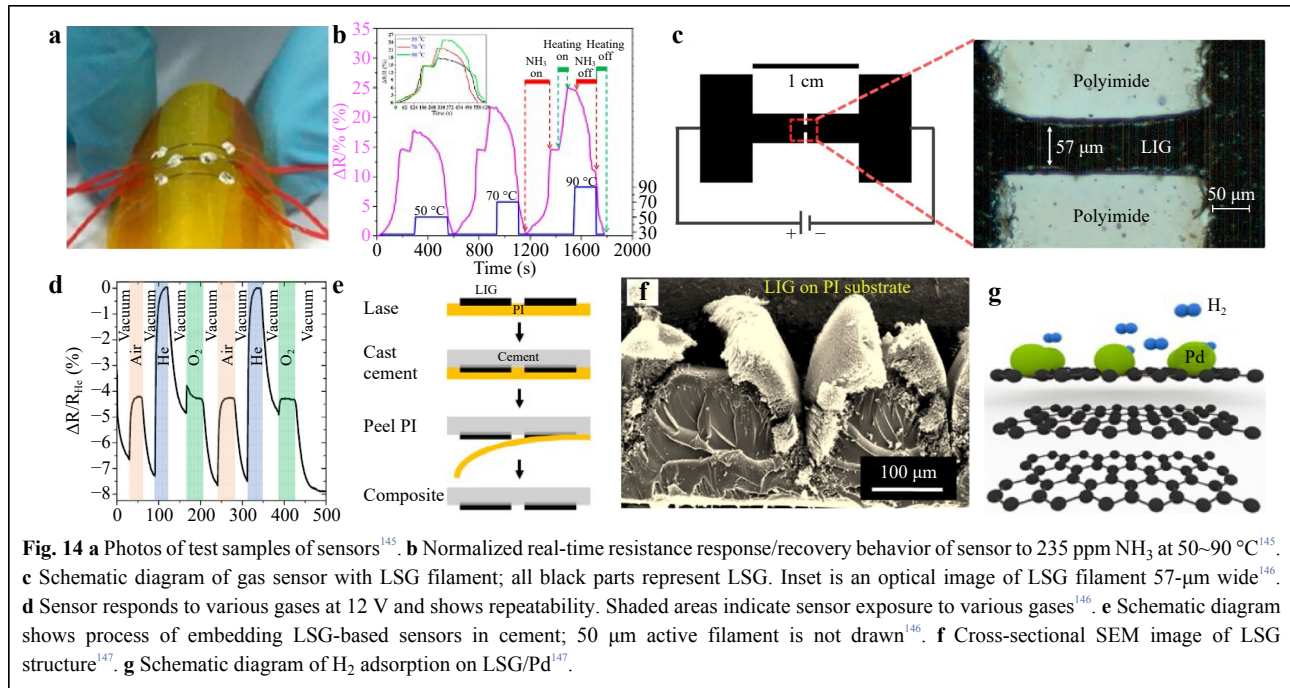 a
b
ΔR/% (%)
35
30
25
20
15
10
5
0
50 °C
70 °C
90 °C
ΔR/R (%)
Time (s)
NH₃
on
Heating
on
NH₃
off
Heating
off
50 °C
70 °C
90 °C
90
70
50
30
0 400 800 1200 1600 2000
Time (s)
c
1 cm
+ −
Polyimide
57 μm
LIG
50 μm
Polyimide
d
ΔR/R_He (%)
0
−1
−2
−3
−4
−5
−6
−7
−8
Vacuum
Air
Vacuum
He
Vacuum
O₂
Vacuum
Air
Vacuum
He
Vacuum
O₂
Vacuum
0 100 200 300 400 500
e
LIG
Lase
PI
Cast
cement
Cement
Peel PI
Composite
f
LIG on PI substrate
100 μm
g
H₂
Pd
Fig. 14 a Photos of test samples of sensors¹⁴⁵. b Normalized real-time resistance response/recovery behavior of sensor to 235 ppm NH₃ at 50~90 °C¹⁴⁵.
c Schematic diagram of gas sensor with LSG filament; all black parts represent LSG. Inset is an optical image of LSG filament 57-μm wide¹⁴⁶.
d Sensor responds to various gases at 12 V and shows repeatability. Shaded areas indicate sensor exposure to various gases¹⁴⁶. e Schematic diagram
shows process of embedding LSG-based sensors in cement; 50 μm active filament is not drawn¹⁴⁶. f Cross-sectional SEM image of LSG
structure¹⁴⁷. g Schematic diagram of H₂ adsorption on LSG/Pd¹⁴⁷.